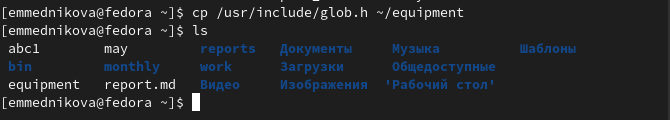 [emmednikova@fedora ~]$ cp /usr/include/glob.h ~/equipment
[emmednikova@fedora ~]$ ls
abc1 may reports Документы Музыка Шаблоны
bin monthly work Загрузки Общедоступные
equipment report.md Видео Изображения 'Рабочий стол'
[emmednikova@fedora ~]$